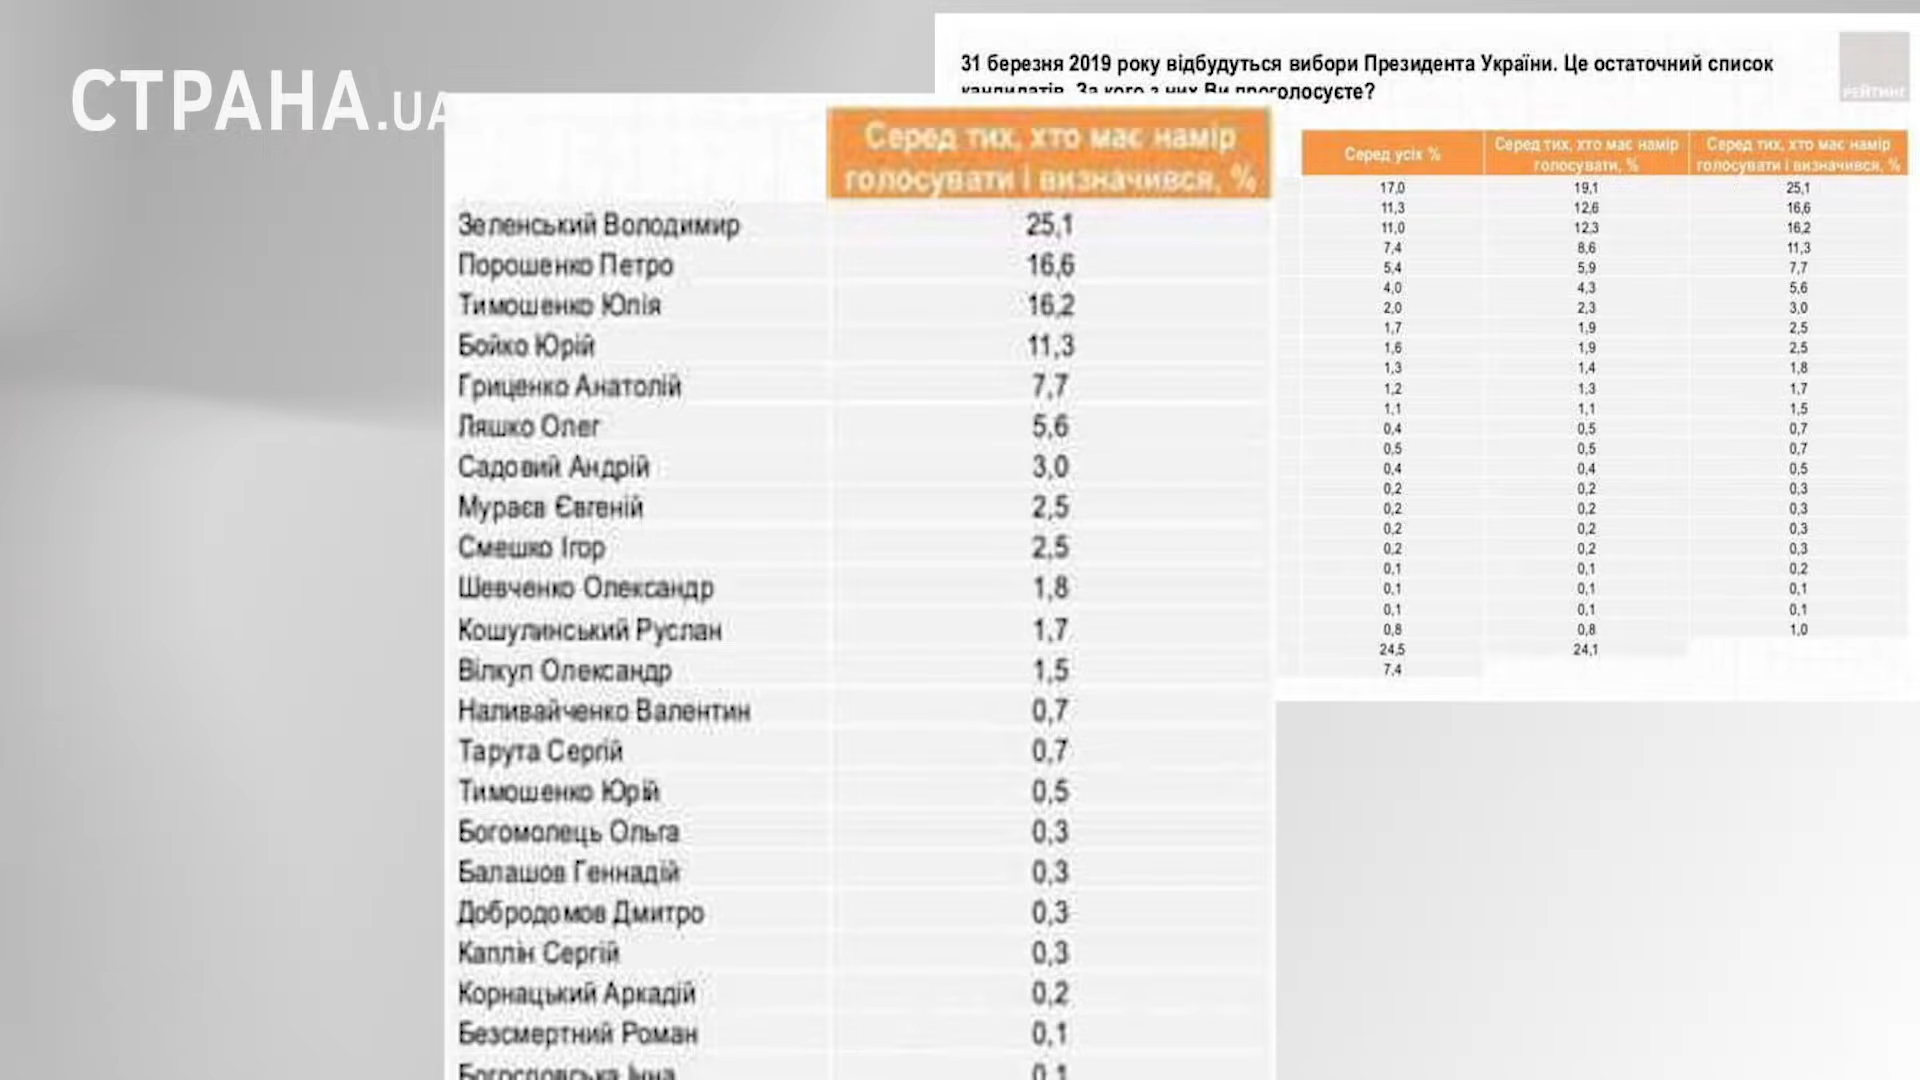 СТРАНА.UA
31 березня 2019 року відбудуться вибори Президента України. Це остаточний список
кандидатів. За кого з них Ви проголосуєте?
РЕЙТИНГ
Серед тих, хто має намір
голосувати і визначився, %
Зеленський Володимир 25,1
Порошенко Петро 16,6
Тимошенко Юлія 16,2
Бойко Юрій 11,3
Гриценко Анатолій 7,7
Ляшко Олег 5,6
Садовий Андрій 3,0
Мураєв Євгеній 2,5
Смешко Ігор 2,5
Шевченко Олександр 1,8
Кошулинський Руслан 1,7
Вілкул Олександр 1,5
Наливайченко Валентин 0,7
Тарута Сергій 0,7
Тимошенко Юрій 0,5
Богомолець Ольга 0,3
Балашов Геннадій 0,3
Добродомов Дмитро 0,3
Каплін Сергій 0,3
Корнацький Аркадій 0,2
Безсмертний Роман 0,1
Богословська Інна 0,1
Серед усіх % Серед тих, хто має намір голосувати, % Серед тих, хто має намір голосувати і визначився, %
17,0 19,1 25,1
11,3 12,6 16,6
11,0 12,3 16,2
7,4 8,6 11,3
5,4 5,9 7,7
4,0 4,3 5,6
2,0 2,3 3,0
1,7 1,9 2,5
1,6 1,9 2,5
1,3 1,4 1,8
1,2 1,3 1,7
1,1 1,1 1,5
0,4 0,5 0,7
0,5 0,5 0,7
0,4 0,4 0,5
0,2 0,2 0,3
0,2 0,2 0,3
0,2 0,2 0,3
0,2 0,2 0,3
0,1 0,1 0,2
0,1 0,1 0,1
0,1 0,1 0,1
0,8 0,8 1,0
24,5 24,1
7,4